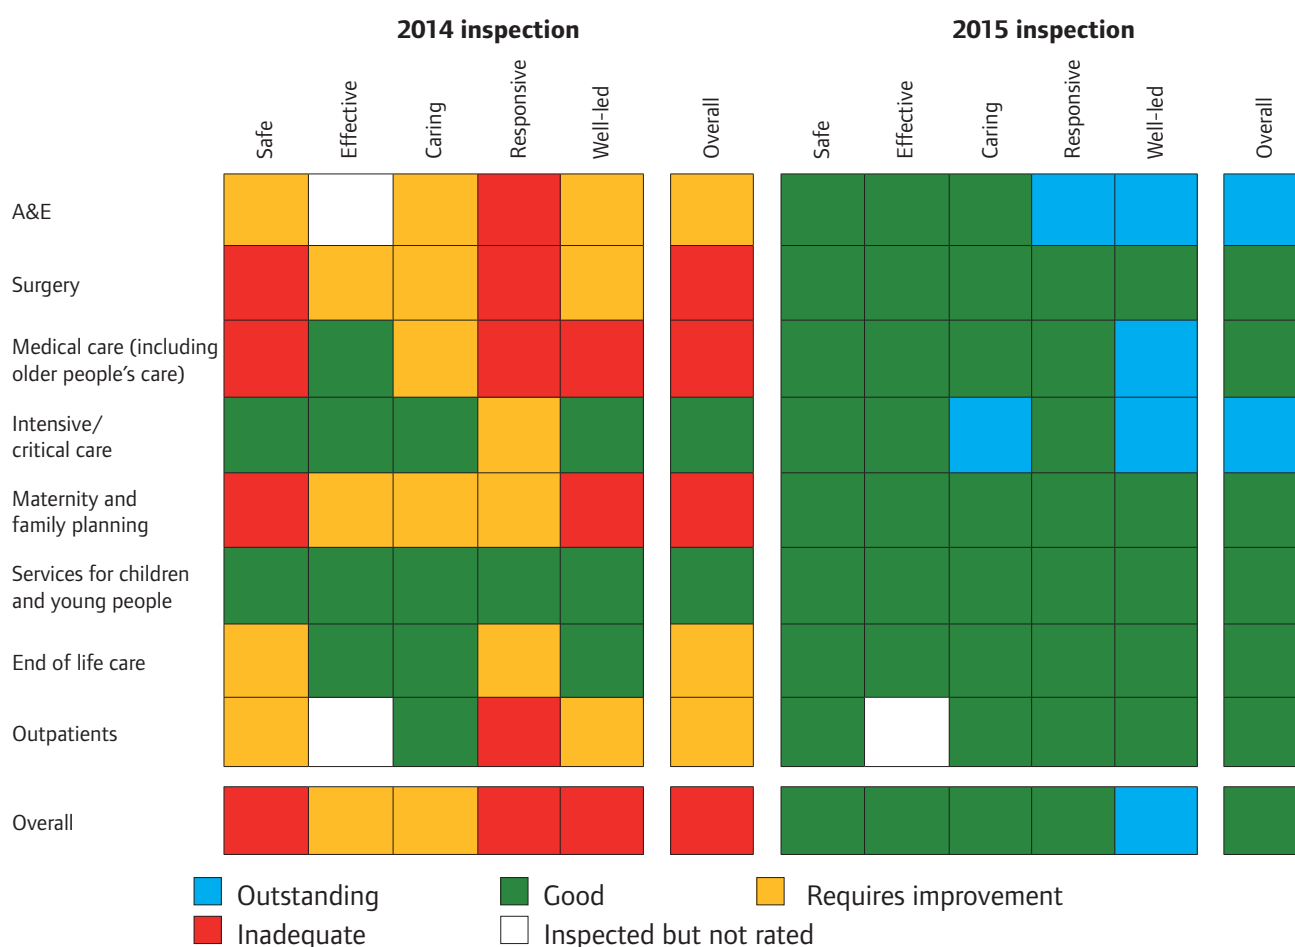 2014 inspection
2015 inspection
Safe
Effective
Caring
Responsive
Well-led
Overall
Safe
Effective
Caring
Responsive
Well-led
Overall
A&E
Surgery
Medical care (including
older people’s care)
Intensive/
critical care
Maternity and
family planning
Services for children
and young people
End of life care
Outpatients
Overall
Outstanding
Good
Requires improvement
Inadequate
Inspected but not rated